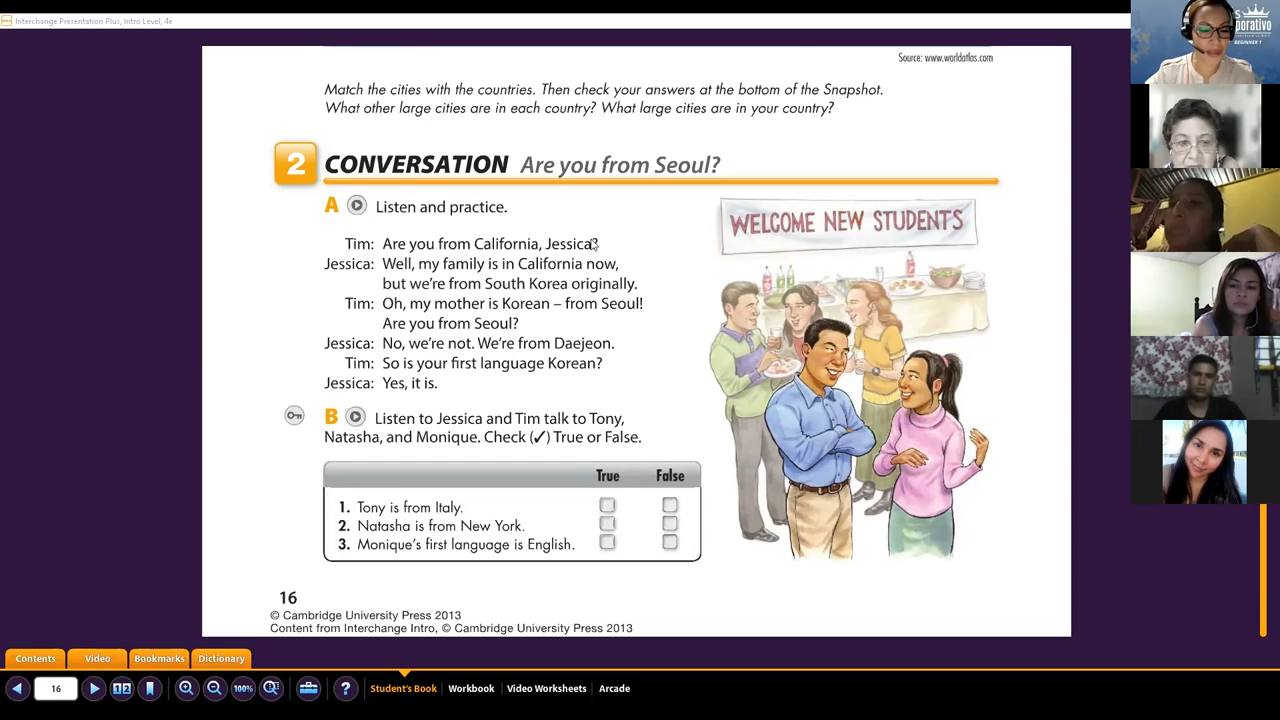 Interchange Presentation Plus, Intro Level, 4e
Source: www.worldatlas.com
Match the cities with the countries. Then check your answers at the bottom of the Snapshot.
What other large cities are in each country? What large cities are in your country?
2 CONVERSATION Are you from Seoul?
A Listen and practice.
Tim: Are you from California, Jessica?
Jessica: Well, my family is in California now,
but we're from South Korea originally.
Tim: Oh, my mother is Korean – from Seoul!
Are you from Seoul?
Jessica: No, we're not. We're from Daejeon.
Tim: So is your first language Korean?
Jessica: Yes, it is.
B Listen to Jessica and Tim talk to Tony,
Natasha, and Monique. Check (✓) True or False.
True False
1. Tony is from Italy.
2. Natasha is from New York.
3. Monique's first language is English.
WELCOME NEW STUDENTS
16
© Cambridge University Press 2013
Content from Interchange Intro, © Cambridge University Press 2013
S
porativo
BEGINNER 1
Contents Video Bookmarks Dictionary
16 1 2 100% ? Student's Book Workbook Video Worksheets Arcade